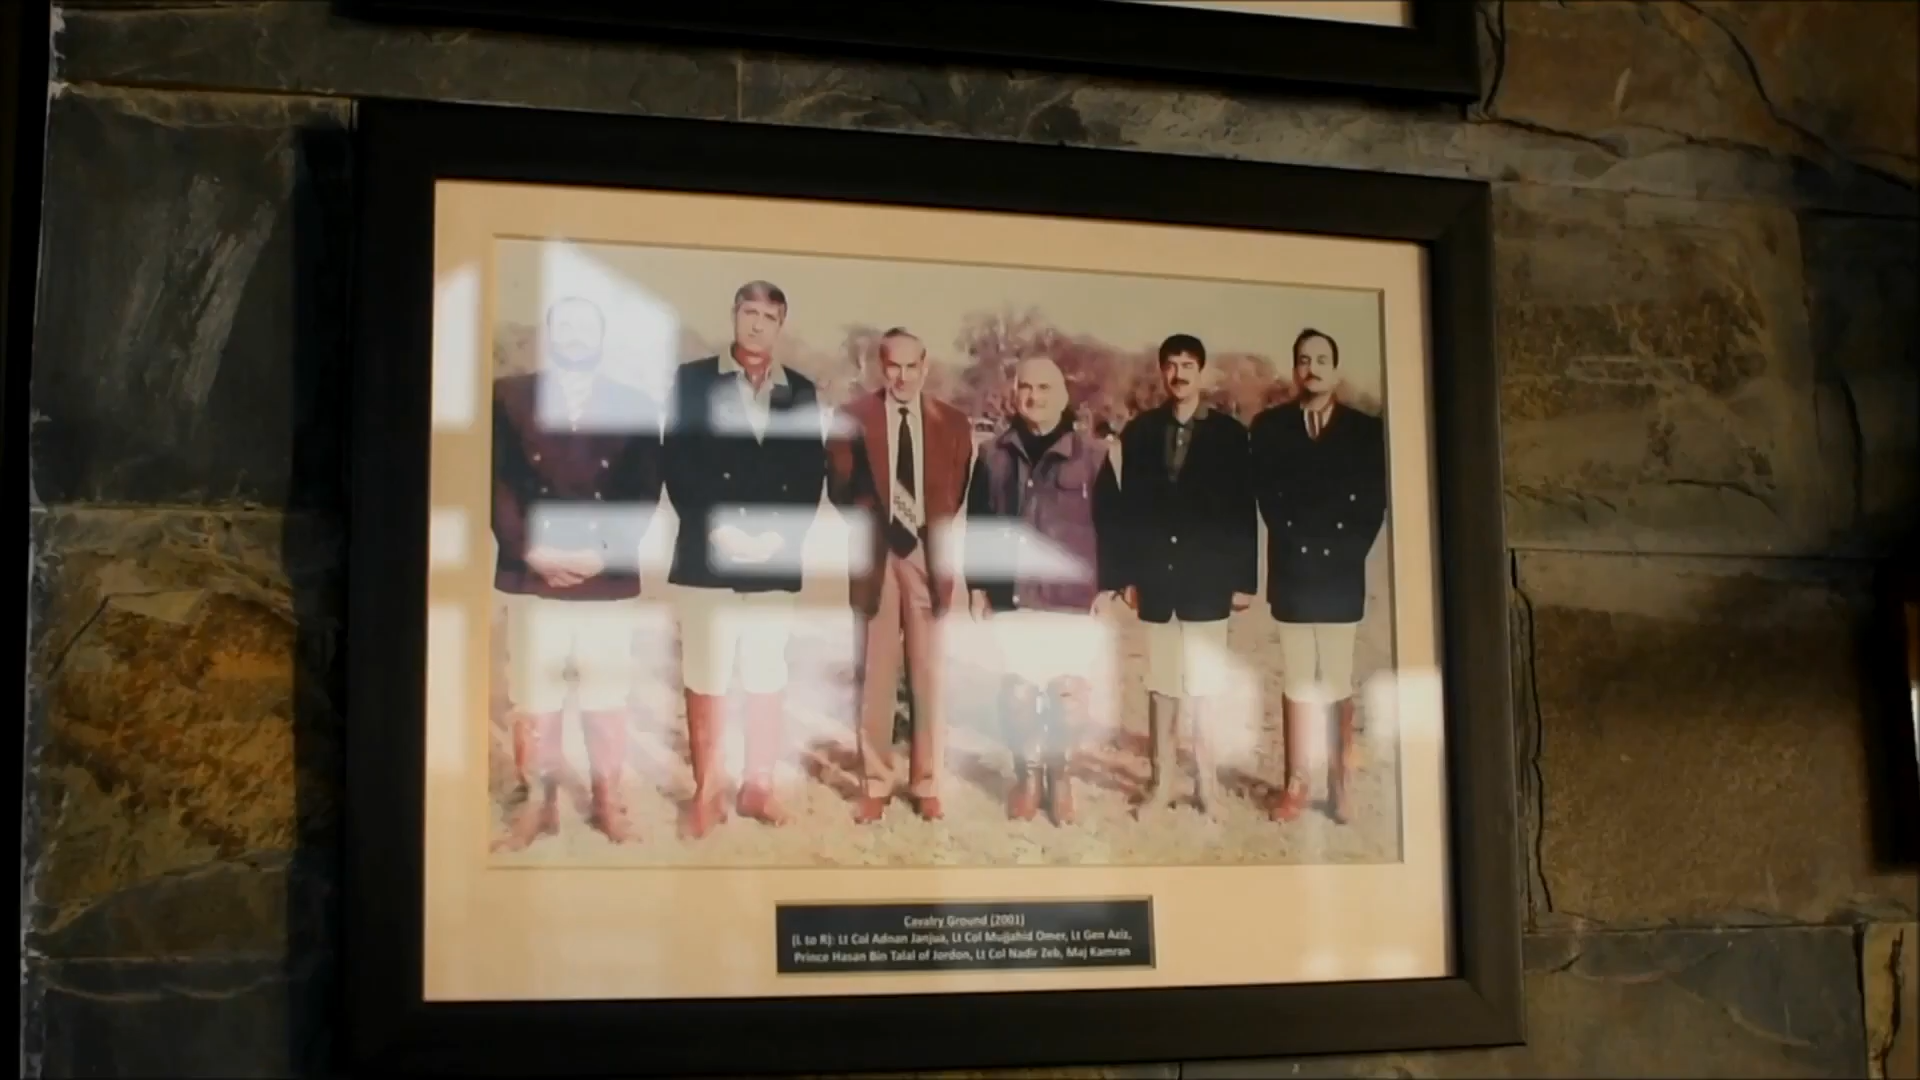 Cavalry Ground (2001)
(L to R): Lt Col Adnan Janjua, Lt Col Mujjahid Omer, Lt Gen Aziz,
Prince Hasan Bin Talal of Jordon, Lt Col Nadir Zeb, Maj Kamran